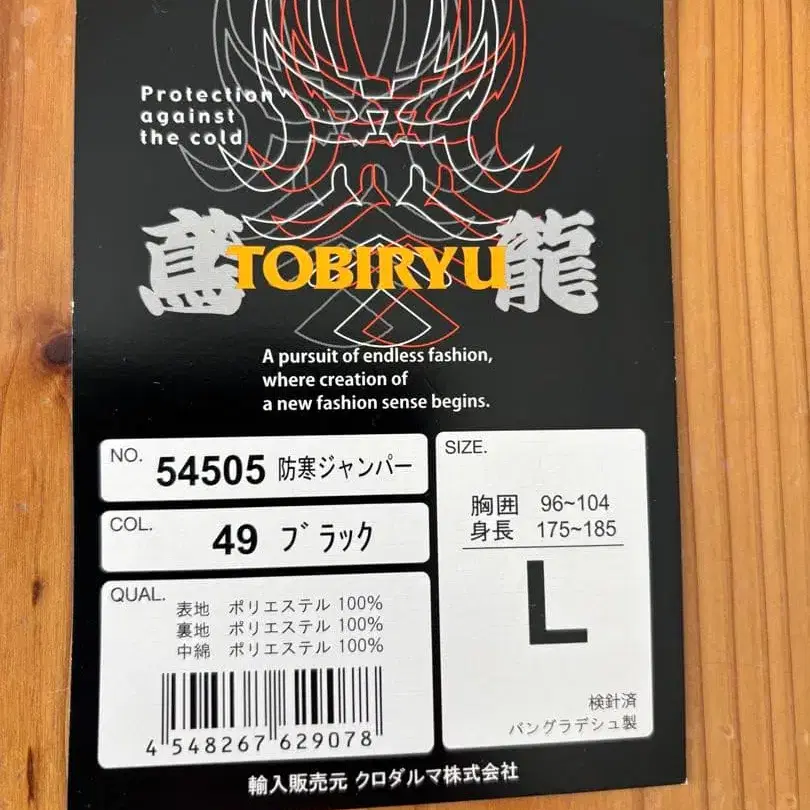 Protection
against
the cold
鳶 TOBIRYU 龍
A pursuit of endless fashion,
where creation of
a new fashion sense begins.
NO. 54505 防寒ジャンパー
COL. 49 ブラック
QUAL.
表地 ポリエステル 100%
裏地 ポリエステル 100%
中綿 ポリエステル 100%
4 548267 629078
SIZE.
胸囲 96~104
身長 175~185
L
検針済
バングラデシュ製
輸入販売元 クロダルマ株式会社